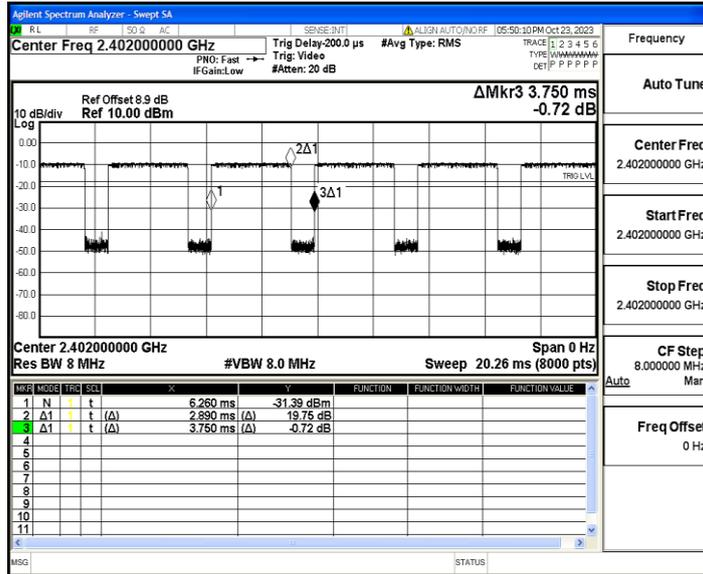 Agilent Spectrum Analyzer - Swept SA
RL RF 50 Ω AC SENSE:INT ALIGN AUTO/NO RF 05:50:10 PM Oct 23, 2023
Center Freq 2.402000000 GHz
Trig Delay-200.0 µs #Avg Type: RMS
TRACE 1 2 3 4 5 6
PNO: Fast Trig: Video
TYPE WWWWWW
IFGain:Low #Atten: 20 dB
DET P P P P P P
Ref Offset 8.9 dB
ΔMkr3 3.750 ms
10 dB/div Ref 10.00 dBm
-0.72 dB
Log
0.00
2Δ1
-10.0
TRIG LVL
-20.0
1
3Δ1
-30.0
-40.0
-50.0
-60.0
-70.0
-80.0
Center 2.402000000 GHz Span 0 Hz
Res BW 8 MHz #VBW 8.0 MHz Sweep 20.26 ms (8000 pts)
MKR MODE TRC SCL X Y FUNCTION FUNCTION WIDTH FUNCTION VALUE
1 N 1 t 6.260 ms -31.39 dBm
2 Δ1 1 t (Δ) 2.890 ms (Δ) 19.75 dB
3 Δ1 1 t (Δ) 3.750 ms (Δ) -0.72 dB
4
5
6
7
8
9
10
11
MSG STATUS
Frequency
Auto Tune
Center Freq
2.402000000 GHz
Start Freq
2.402000000 GHz
Stop Freq
2.402000000 GHz
CF Step
8.000000 MHz
Auto Man
Freq Offset
0 Hz